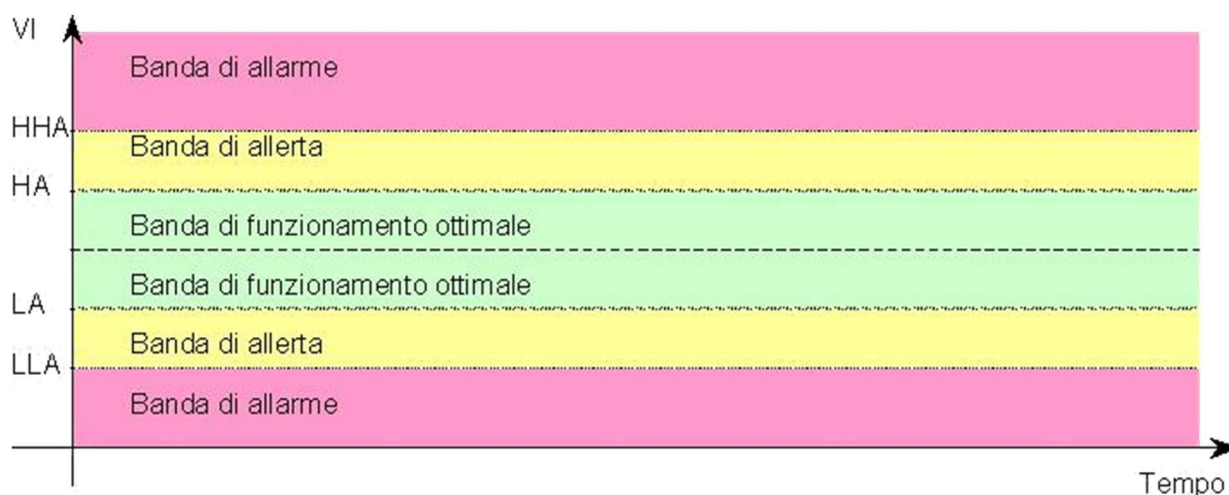 VI
Banda di allarme
HHA
Banda di allerta
HA
Banda di funzionamento ottimale
Banda di funzionamento ottimale
LA
Banda di allerta
LLA
Banda di allarme
Tempo